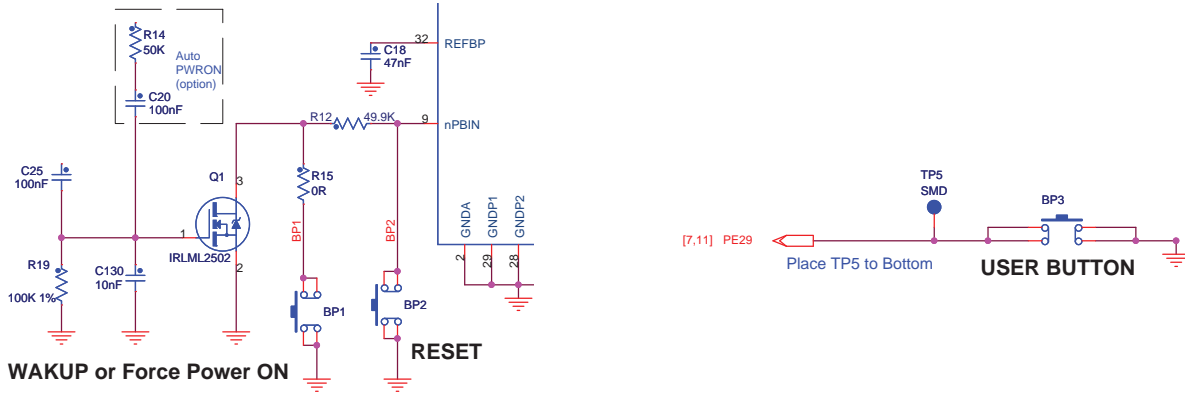 R14
50K
Auto
PWRON
(option)
C20
100nF
32
REFBP
C18
47nF
R12
49.9K
9
nPBIN
C25
100nF
Q1
3
R15
0R
1
IRLML2502
2
BP1
BP2
GNDA
GNDP1
GNDP2
2
29
28
R19
100K 1%
C130
10nF
BP1
BP2
RESET
WAKUP or Force Power ON
TP5
SMD
BP3
[7,11] PE29
Place TP5 to Bottom
USER BUTTON